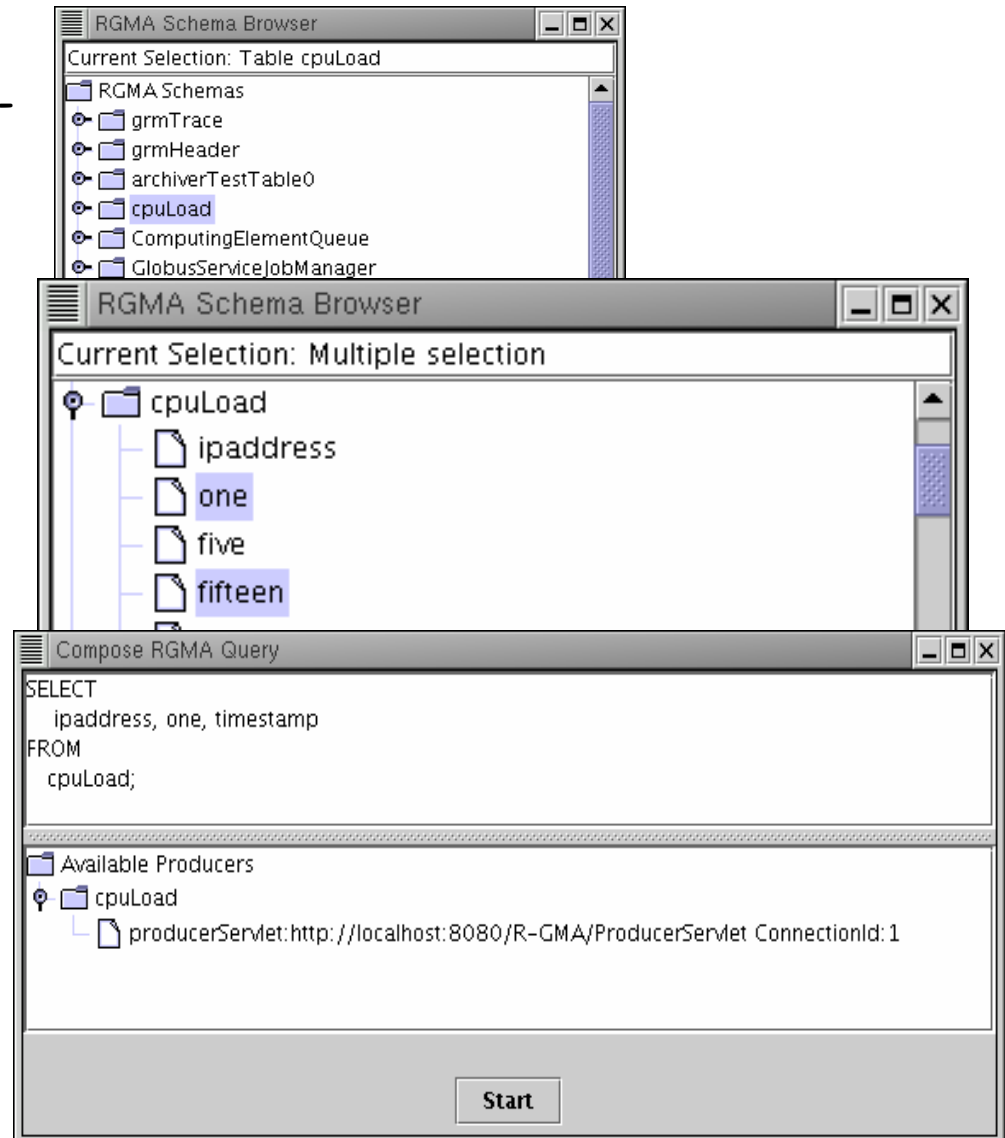 RGMA Schema Browser
Current Selection: Table cpuLoad
RGMA Schemas
grmTrace
grmHeader
archiverTestTable0
cpuLoad
ComputingElementQueue
GlobusServiceJobManager
RGMA Schema Browser
Current Selection: Multiple selection
cpuLoad
ipaddress
one
five
fifteen
Compose RGMA Query
SELECT
ipaddress, one, timestamp
FROM
cpuLoad;
Available Producers
cpuLoad
producerServlet:http://localhost:8080/R-GMA/ProducerServlet ConnectionId:1
Start